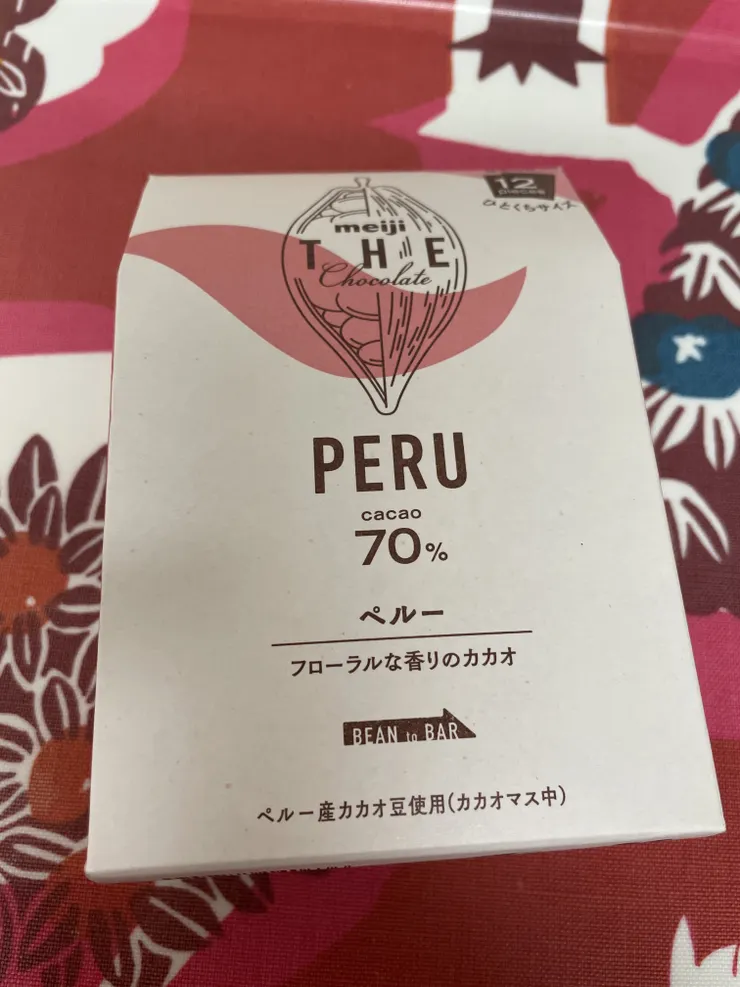 12
pieces
ひとくちサイズ
meiji
THE
Chocolate
PERU
cacao
70%
ペルー
フローラルな香りのカカオ
BEAN to BAR
ペルー産カカオ豆使用(カカオマス中)